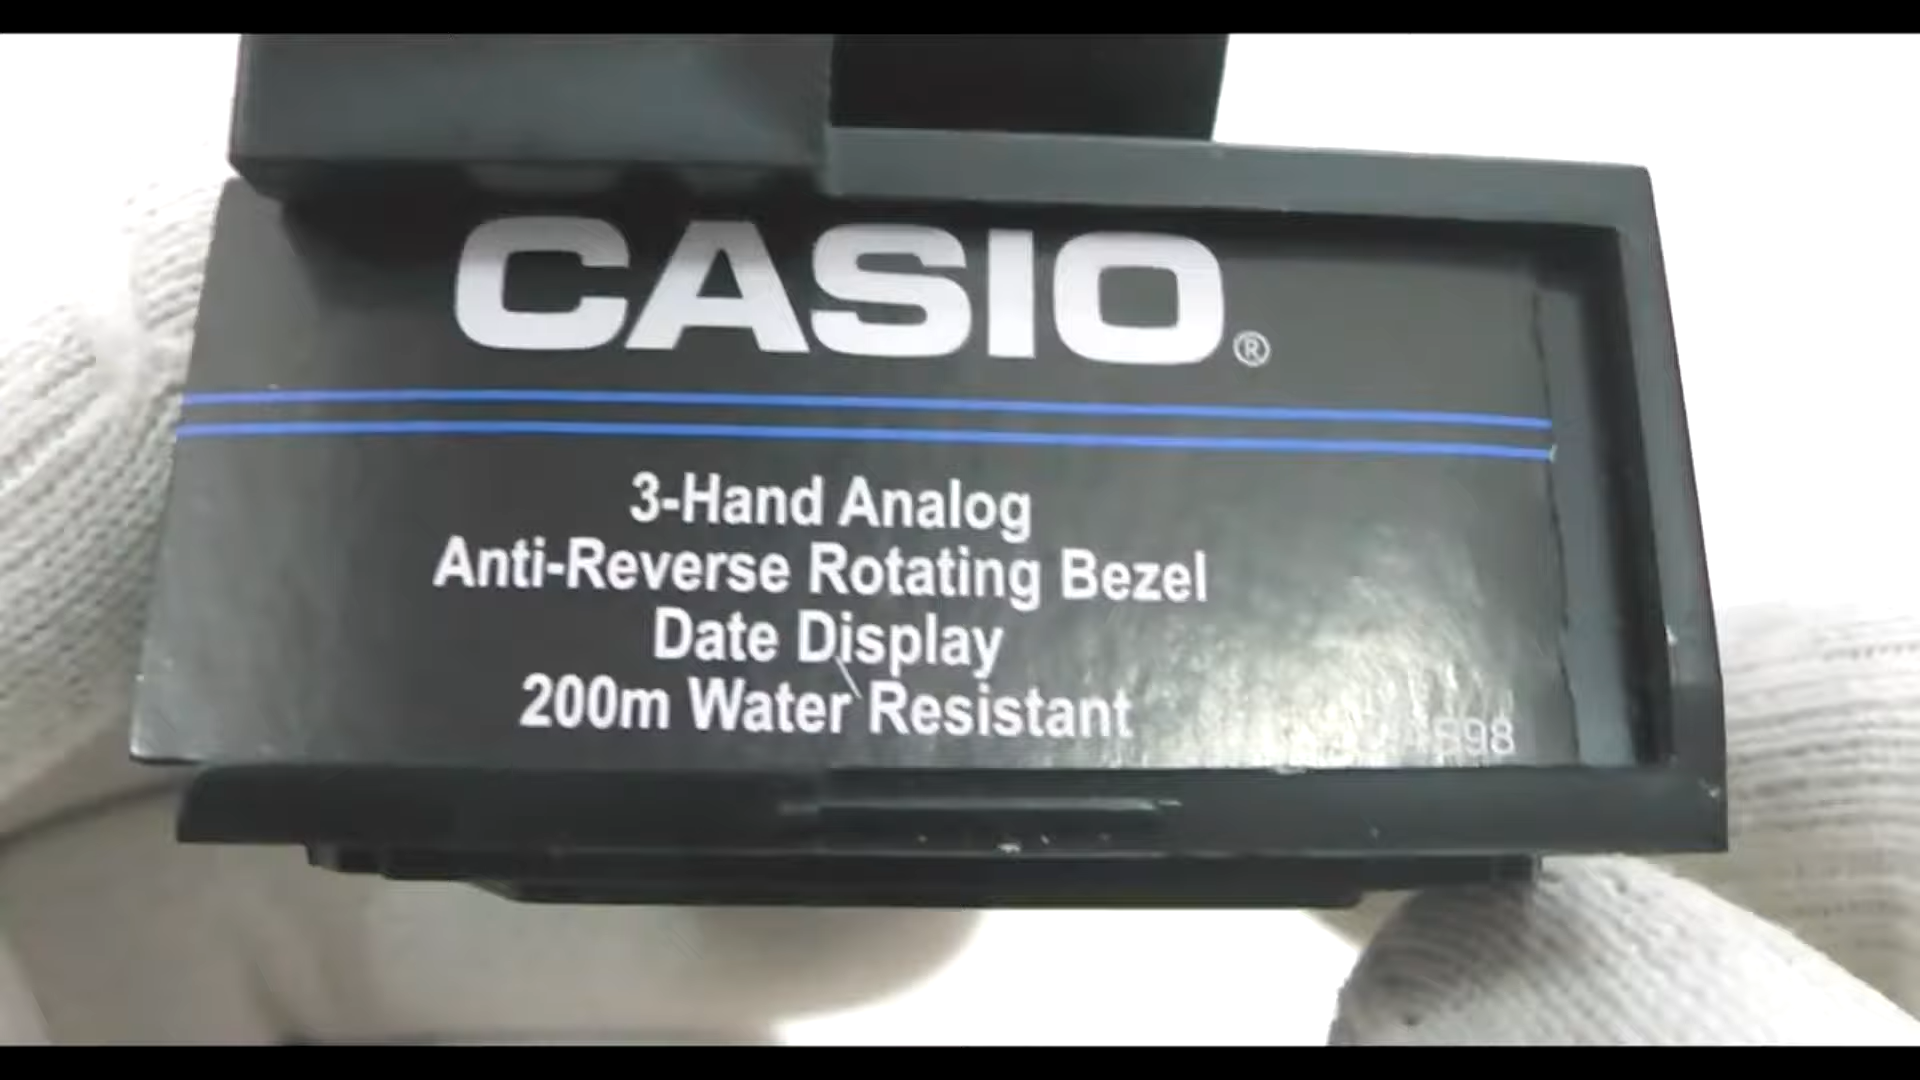 CASIO®
3-Hand Analog
Anti-Reverse Rotating Bezel
Date Display
200m Water Resistant